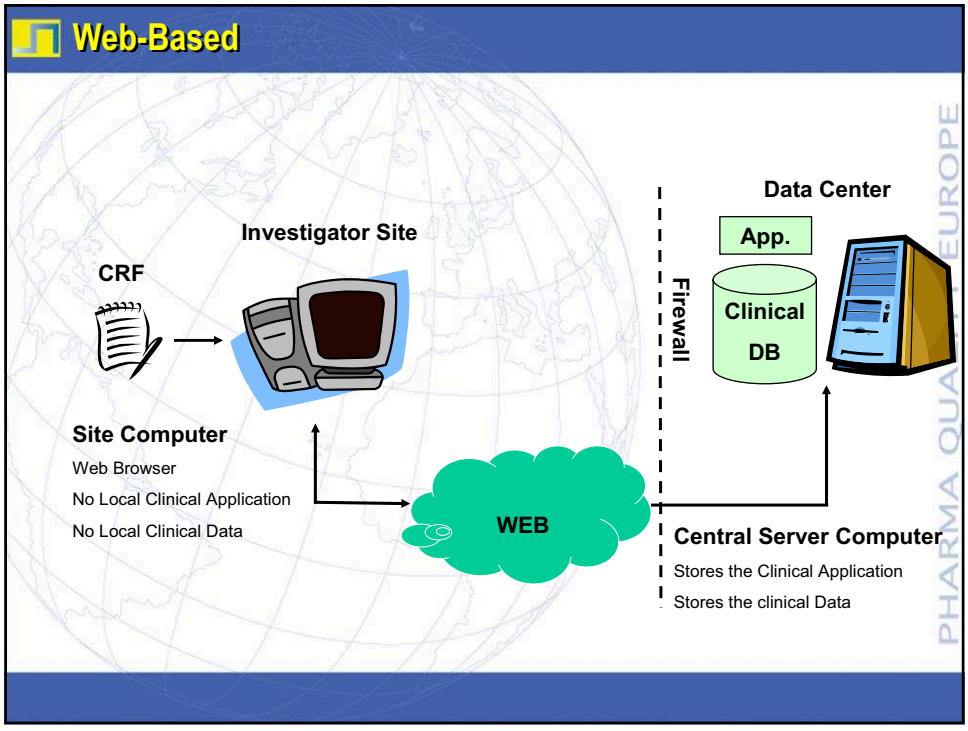 Web-Based
Data Center
Investigator Site
App.
CRF
Firewall
Clinical
DB
Site Computer
Web Browser
No Local Clinical Application
No Local Clinical Data
WEB
Central Server Computer
Stores the Clinical Application
Stores the clinical Data
PHARMA QUA EUROPE